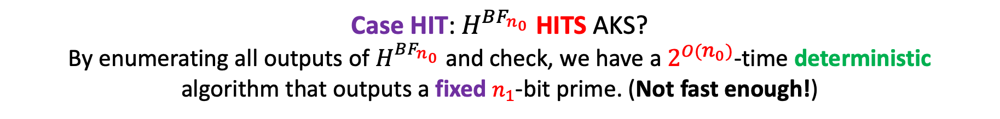 Case HIT: H^{BF_{n_0}} HITS AKS?
By enumerating all outputs of H^{BF_{n_0}} and check, we have a 2^{O(n_0)}-time deterministic
algorithm that outputs a fixed n_1-bit prime. (Not fast enough!)